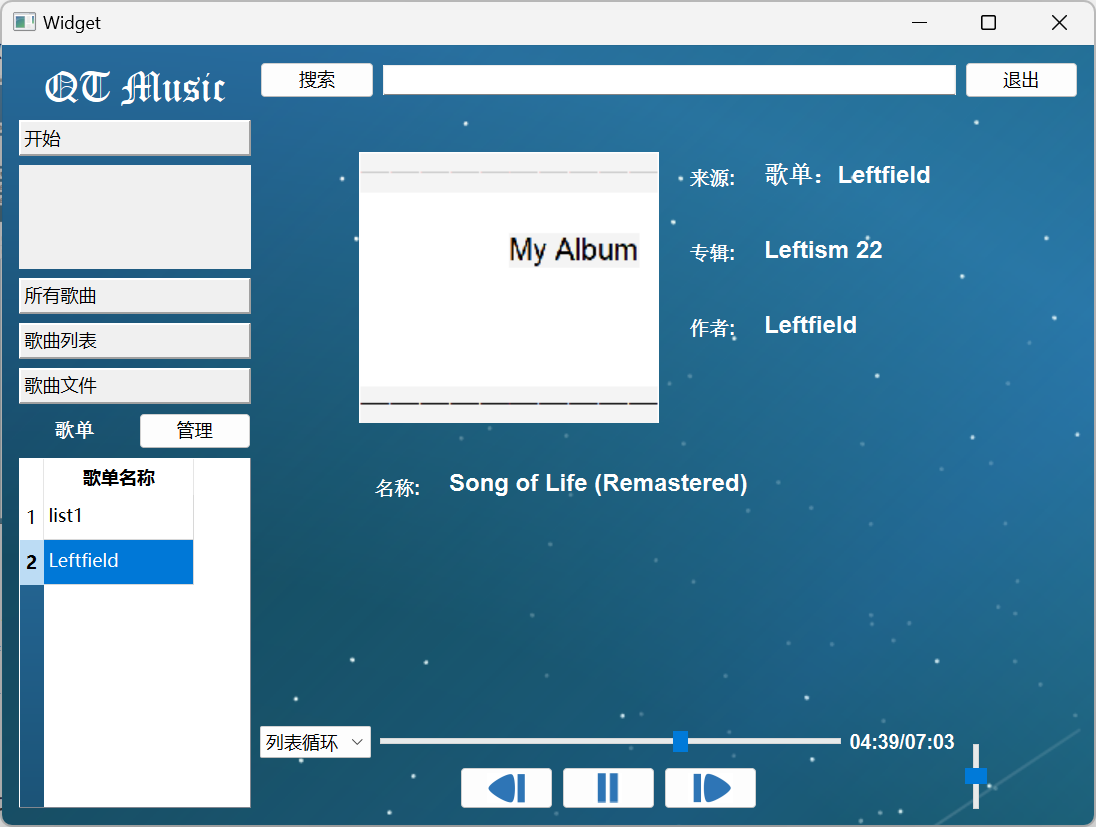 Widget
QT Music
搜索
退出
开始
所有歌曲
歌曲列表
歌曲文件
歌单
管理
歌单名称
1 list1
2 Leftfield
My Album
来源: 歌单：Leftfield
专辑: Leftism 22
作者: Leftfield
名称: Song of Life (Remastered)
列表循环
04:39/07:03